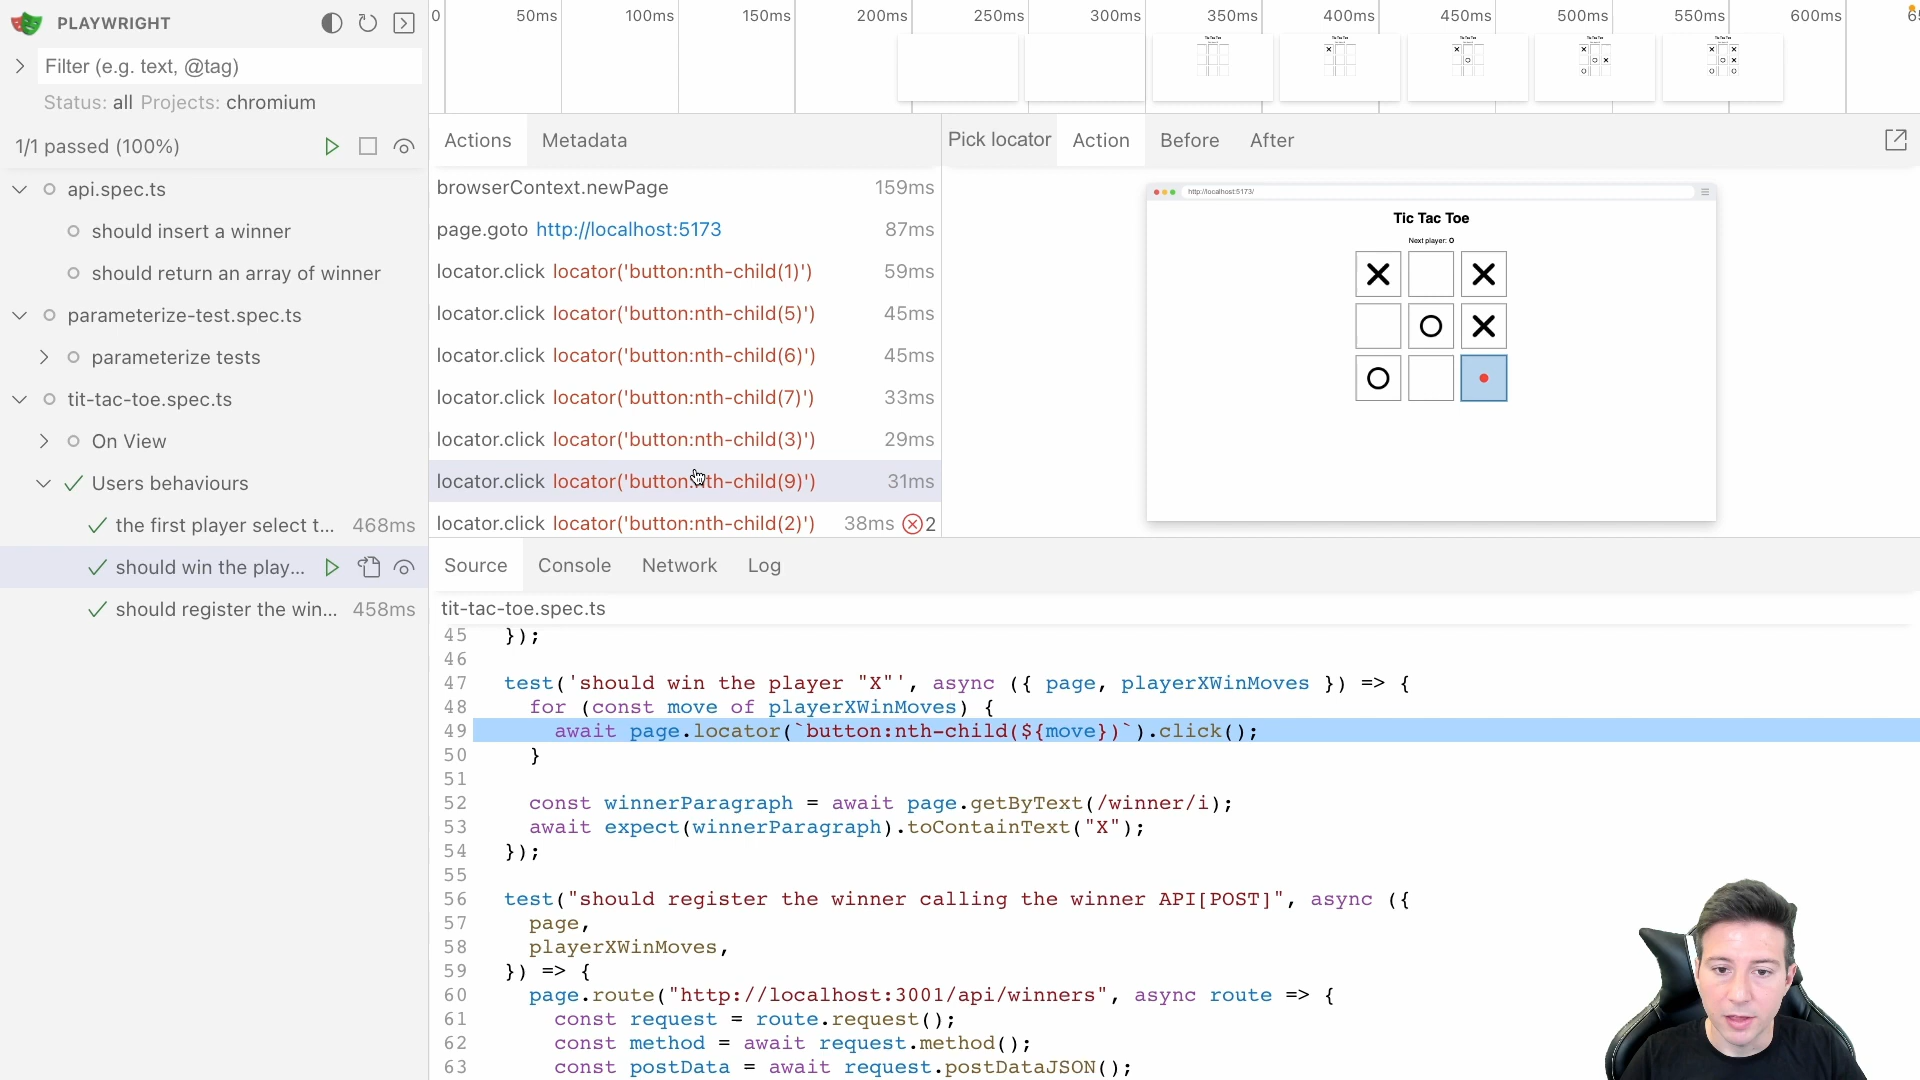 PLAYWRIGHT
Filter (e.g. text, @tag)
Status: all Projects: chromium
1/1 passed (100%)
api.spec.ts
should insert a winner
should return an array of winner
parameterize-test.spec.ts
parameterize tests
tit-tac-toe.spec.ts
On View
Users behaviours
the first player select t... 468ms
should win the play...
should register the win... 458ms
0 50ms 100ms 150ms 200ms 250ms 300ms 350ms 400ms 450ms 500ms 550ms 600ms
Actions Metadata
browserContext.newPage 159ms
page.goto http://localhost:5173 87ms
locator.click locator('button:nth-child(1)') 59ms
locator.click locator('button:nth-child(5)') 45ms
locator.click locator('button:nth-child(6)') 45ms
locator.click locator('button:nth-child(7)') 33ms
locator.click locator('button:nth-child(3)') 29ms
locator.click locator('button:nth-child(9)') 31ms
locator.click locator('button:nth-child(2)') 38ms 2
Pick locator Action Before After
http://localhost:5173/
Tic Tac Toe
Next player: O
X X
O X
O
Source Console Network Log
tit-tac-toe.spec.ts
45 });
46
47 test('should win the player "X"', async ({ page, playerXWinMoves }) => {
48 for (const move of playerXWinMoves) {
49 await page.locator(`button:nth-child(${move})`).click();
50 }
51
52 const winnerParagraph = await page.getByText(/winner/i);
53 await expect(winnerParagraph).toContainText("X");
54 });
55
56 test("should register the winner calling the winner API[POST]", async ({
57 page,
58 playerXWinMoves,
59 }) => {
60 page.route("http://localhost:3001/api/winners", async route => {
61 const request = route.request();
62 const method = await request.method();
63 const postData = await request.postDataJSON();